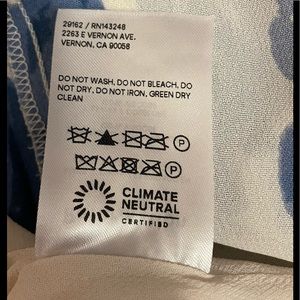 29162 / RN143248
2263 E VERNON AVE.
VERNON, CA 90058
DO NOT WASH. DO NOT BLEACH. DO
NOT DRY. DO NOT IRON, GREEN DRY
CLEAN
P
P
CLIMATE
NEUTRAL
CERTIFIED